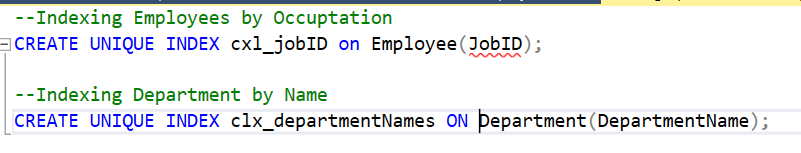 --Indexing Employees by Occuptation
CREATE UNIQUE INDEX cxl_jobID on Employee(JobID);
--Indexing Department by Name
CREATE UNIQUE INDEX clx_departmentNames ON Department(DepartmentName);